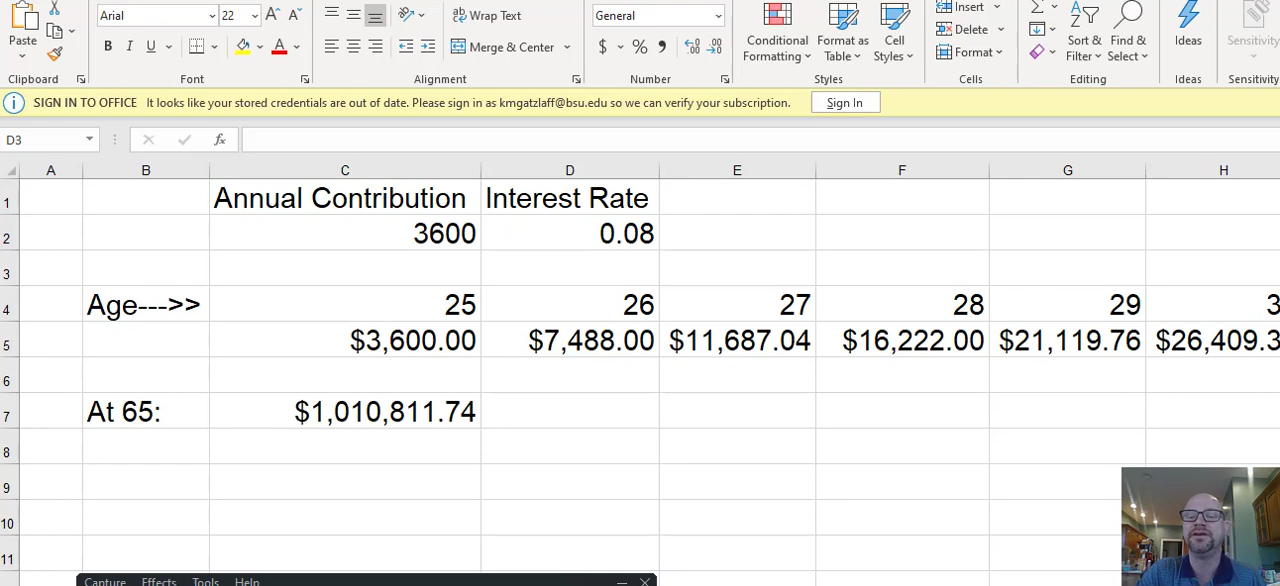 Arial 22 A A
Wrap Text
General
Insert
Paste
B I U
A
Merge & Center
$ % ,
Conditional Formatting
Format as Table
Cell Styles
Delete
Format
Sort & Filter
Find & Select
Ideas
Sensitivity
Clipboard
Font
Alignment
Number
Styles
Cells
Editing
Ideas
Sensitivity
SIGN IN TO OFFICE It looks like your stored credentials are out of date. Please sign in as kmgatzlaff@bsu.edu so we can verify your subscription. Sign In
D3 fx
A B C D E F G H
1 Annual Contribution Interest Rate
2 3600 0.08
3
4 Age--->> 25 26 27 28 29 3
5 $3,600.00 $7,488.00 $11,687.04 $16,222.00 $21,119.76 $26,409.3
6
7 At 65: $1,010,811.74
8
9
10
11
Capture Effects Tools Help